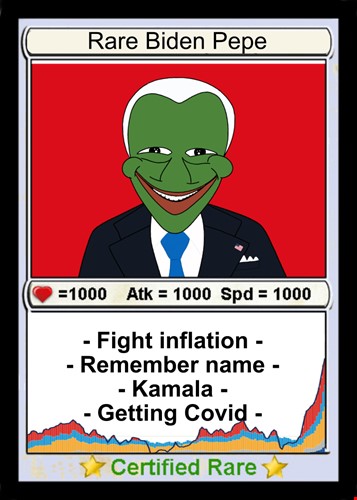 Rare Biden Pepe
=1000 Atk = 1000 Spd = 1000
- Fight inflation -
- Remember name -
- Kamala -
- Getting Covid -
Certified Rare